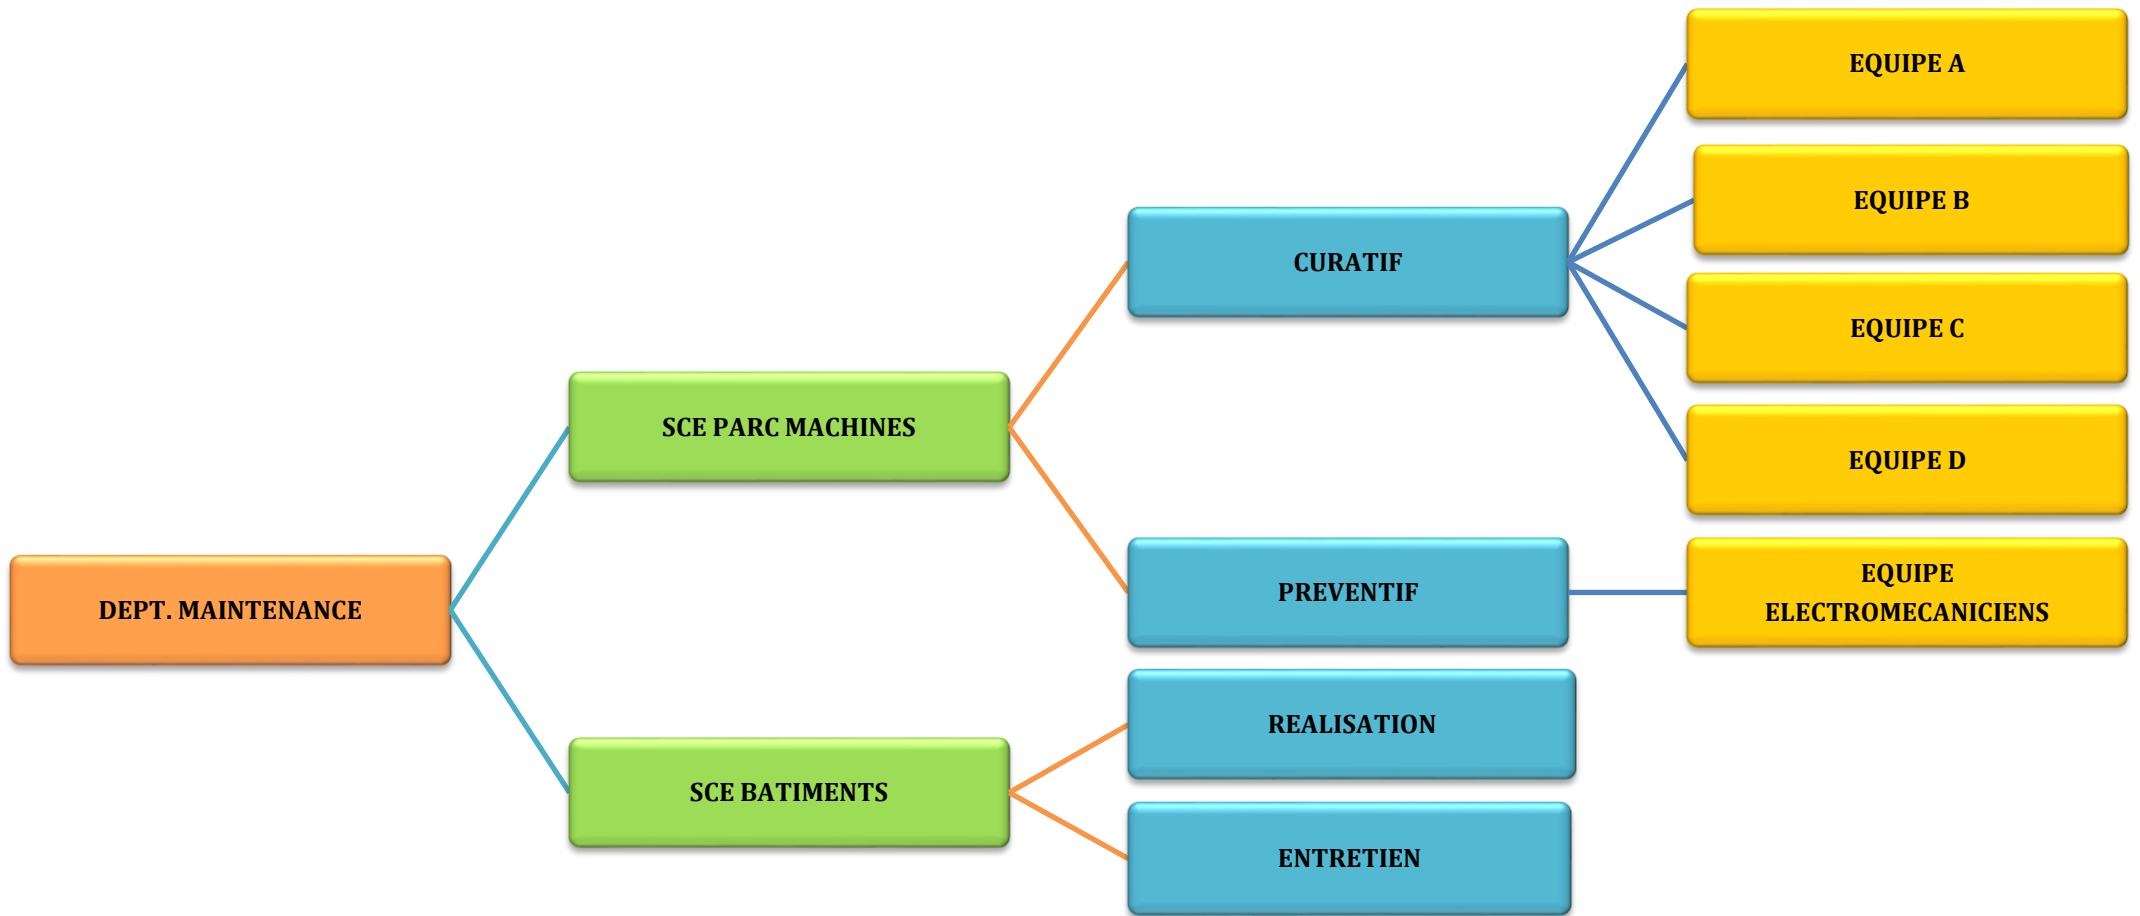 DEPT. MAINTENANCE
SCE PARC MACHINES
SCE BATIMENTS
CURATIF
PREVENTIF
REALISATION
ENTRETIEN
EQUIPE A
EQUIPE B
EQUIPE C
EQUIPE D
EQUIPE
ELECTROMECANICIENS